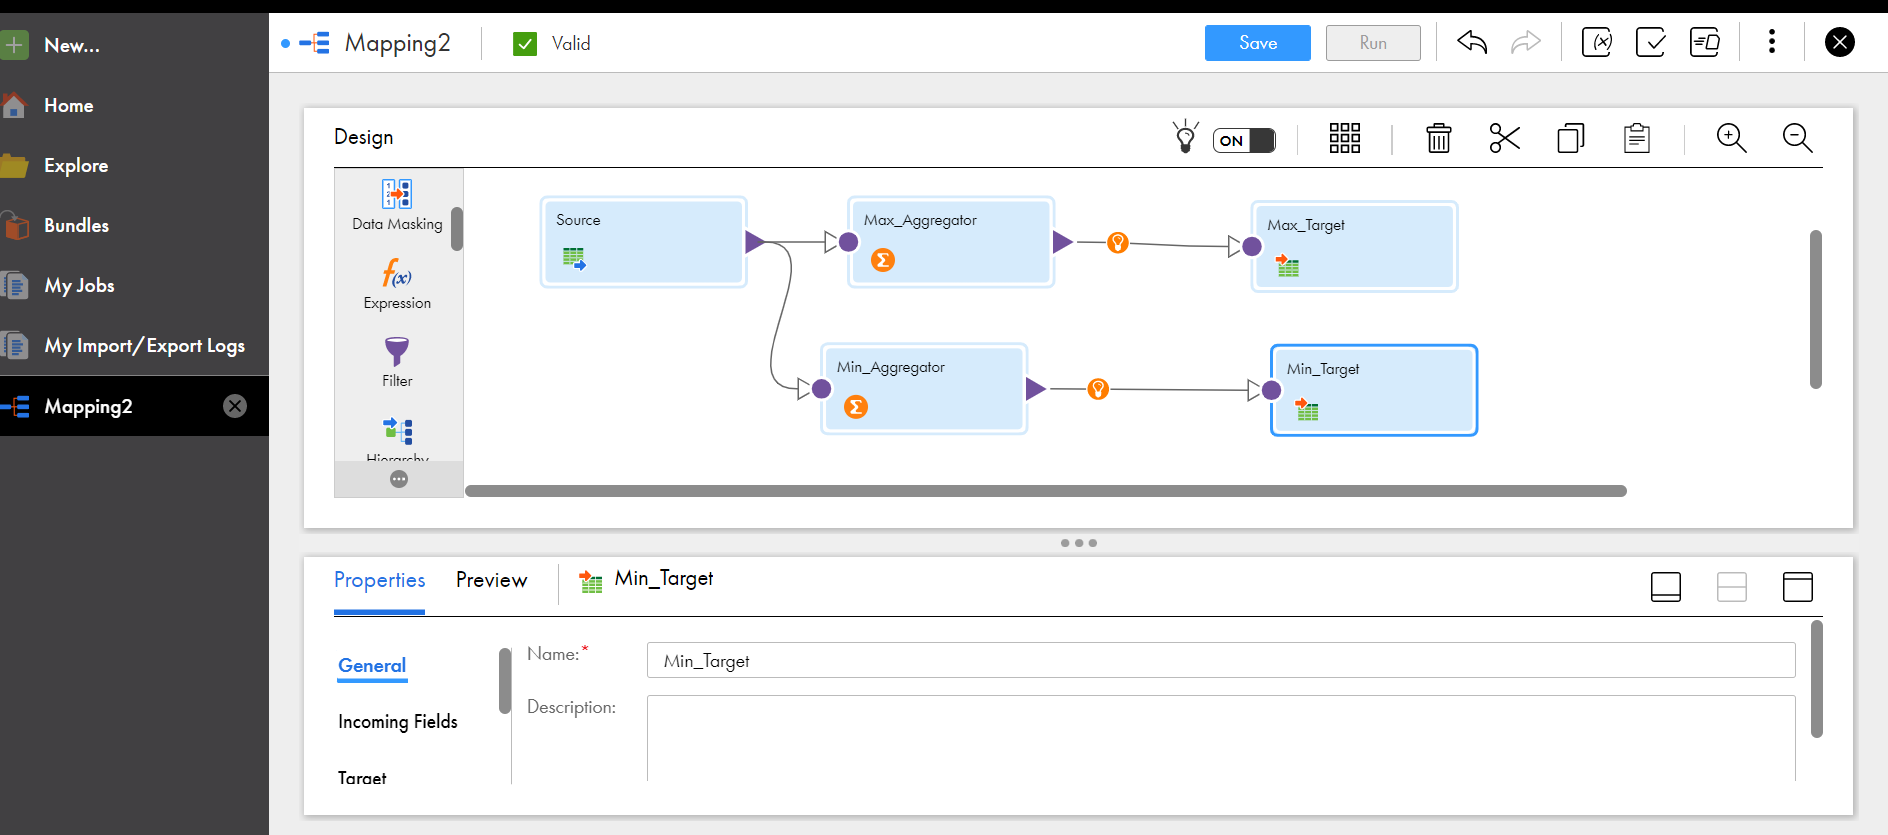 New...
Home
Explore
Bundles
My Jobs
My Import/Export Logs
Mapping2
Mapping2
Valid
Save
Run
Design
ON
Data Masking
f(x)
Expression
Filter
Hierarchy
Source
Max_Aggregator
Max_Target
Min_Aggregator
Min_Target
Properties
Preview
Min_Target
General
Incoming Fields
Target
Name:*
Min_Target
Description: